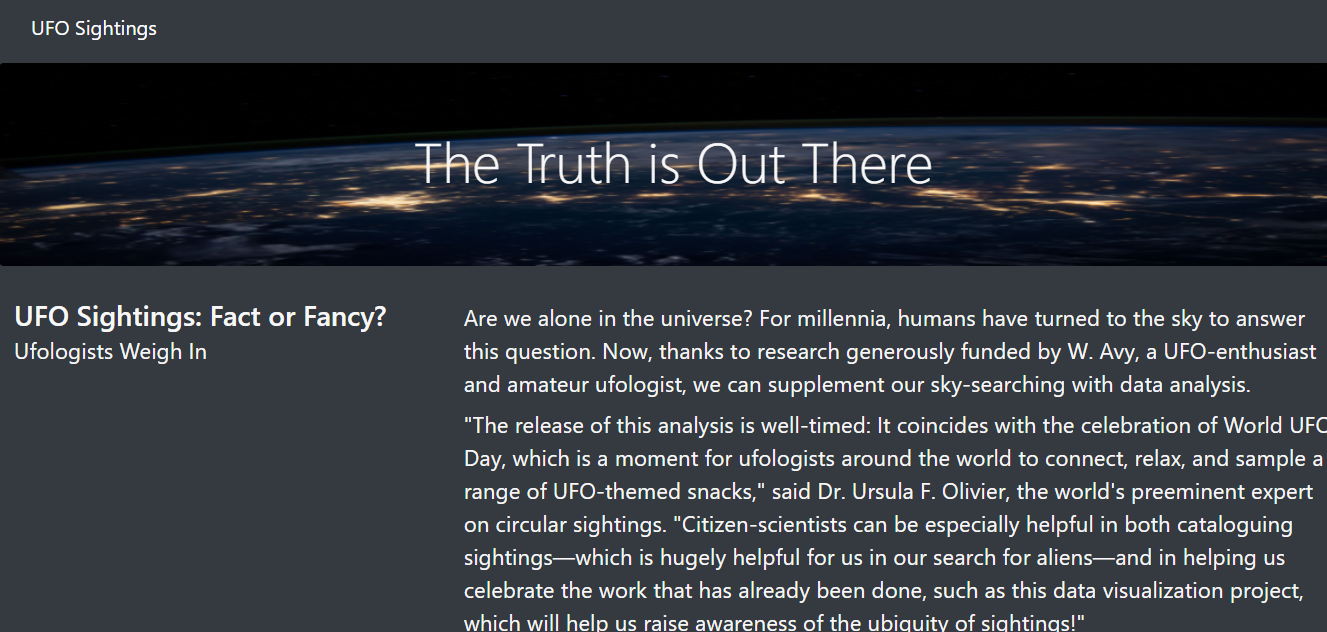 UFO Sightings
The Truth is Out There
UFO Sightings: Fact or Fancy?
Ufologists Weigh In
Are we alone in the universe? For millennia, humans have turned to the sky to answer
this question. Now, thanks to research generously funded by W. Avy, a UFO-enthusiast
and amateur ufologist, we can supplement our sky-searching with data analysis.
"The release of this analysis is well-timed: It coincides with the celebration of World UFO
Day, which is a moment for ufologists around the world to connect, relax, and sample a
range of UFO-themed snacks," said Dr. Ursula F. Olivier, the world's preeminent expert
on circular sightings. "Citizen-scientists can be especially helpful in both cataloguing
sightings—which is hugely helpful for us in our search for aliens—and in helping us
celebrate the work that has already been done, such as this data visualization project,
which will help us raise awareness of the ubiquity of sightings!"